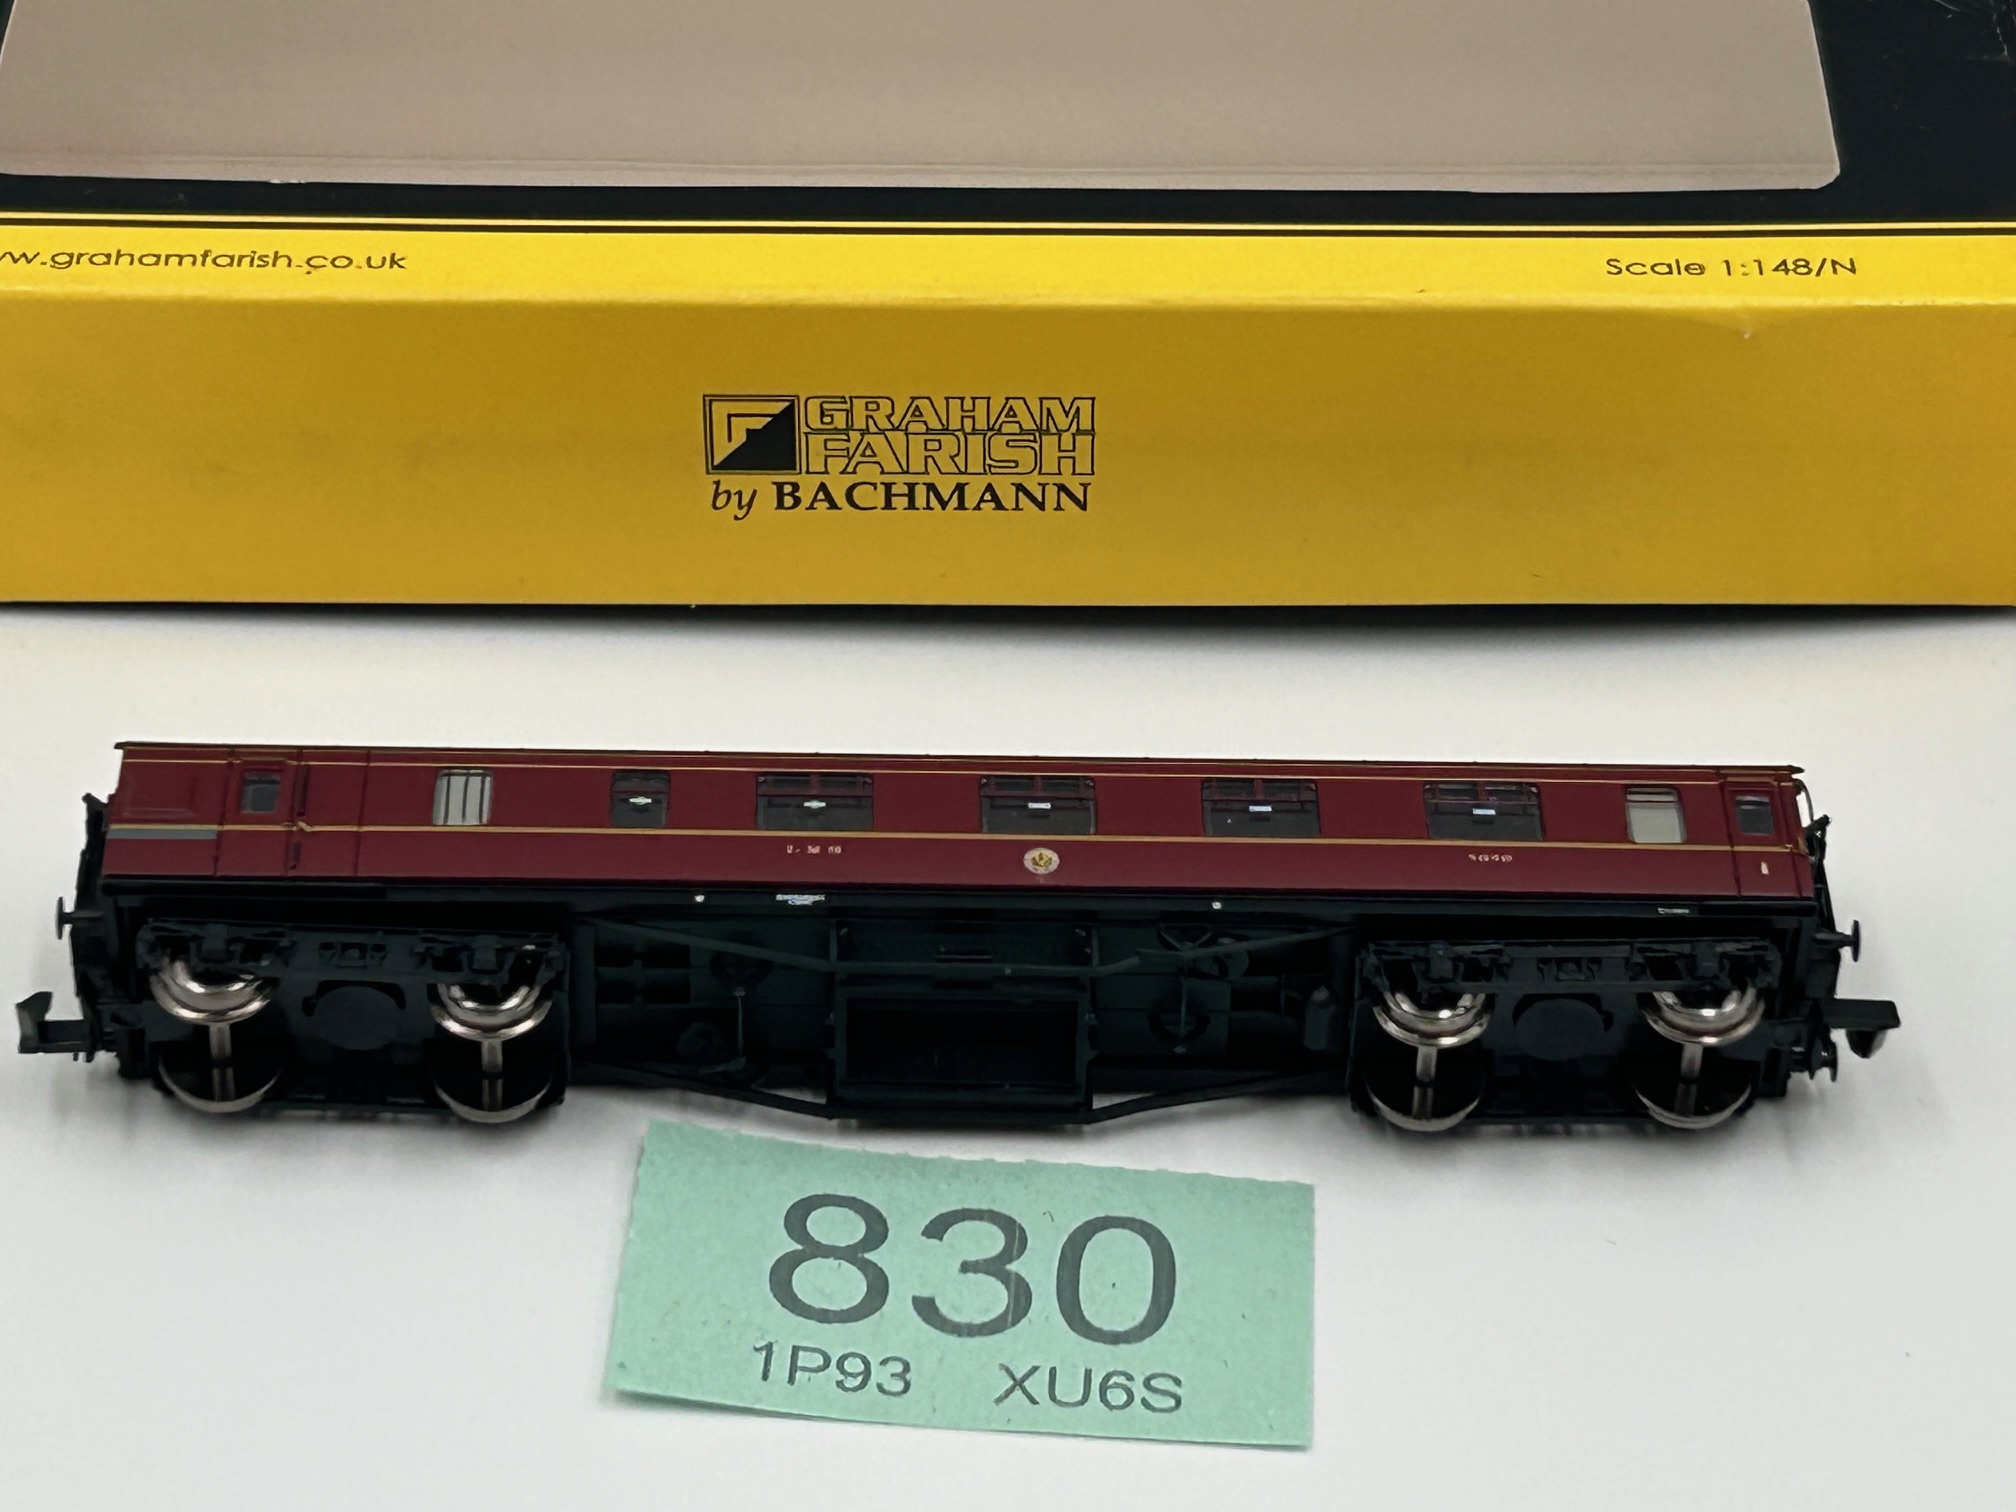 w.grahamfarish.co.uk
Scale 1:148/N
GRAHAM
FARISH
by BACHMANN
830
1P93 XU6S